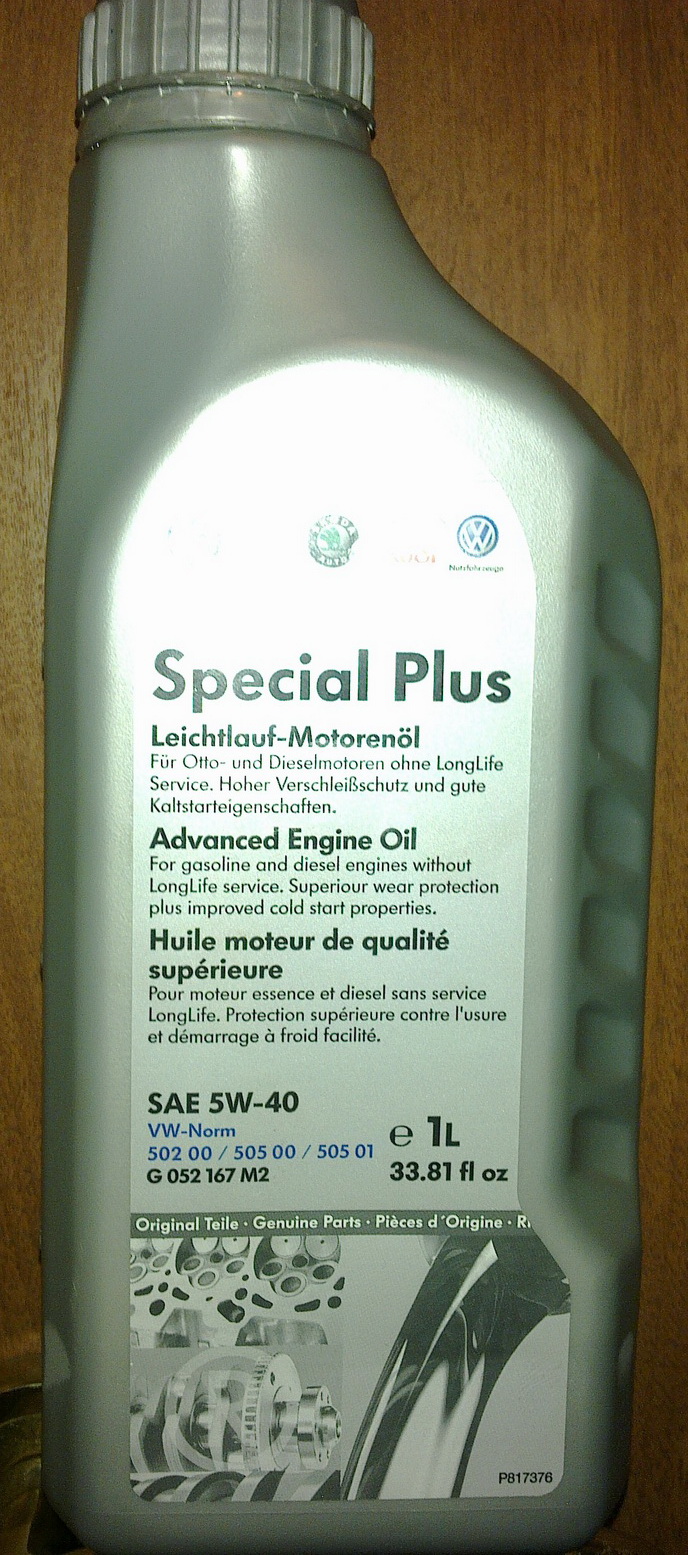 Nutzfahrzeuge
Special Plus
Leichtlauf-Motorenöl
Für Otto- und Dieselmotoren ohne LongLife
Service. Hoher Verschleißschutz und gute
Kaltstarteigenschaften.
Advanced Engine Oil
For gasoline and diesel engines without
LongLife service. Superiour wear protection
plus improved cold start properties.
Huile moteur de qualité
supérieure
Pour moteur essence et diesel sans service
LongLife. Protection supérieure contre l'usure
et démarrage à froid facilité.
SAE 5W-40
VW-Norm
502 00 / 505 00 / 505 01
G 052 167 M2
e 1L
33.81 fl oz
Original Teile · Genuine Parts · Pièces d´Origine ·
P817376